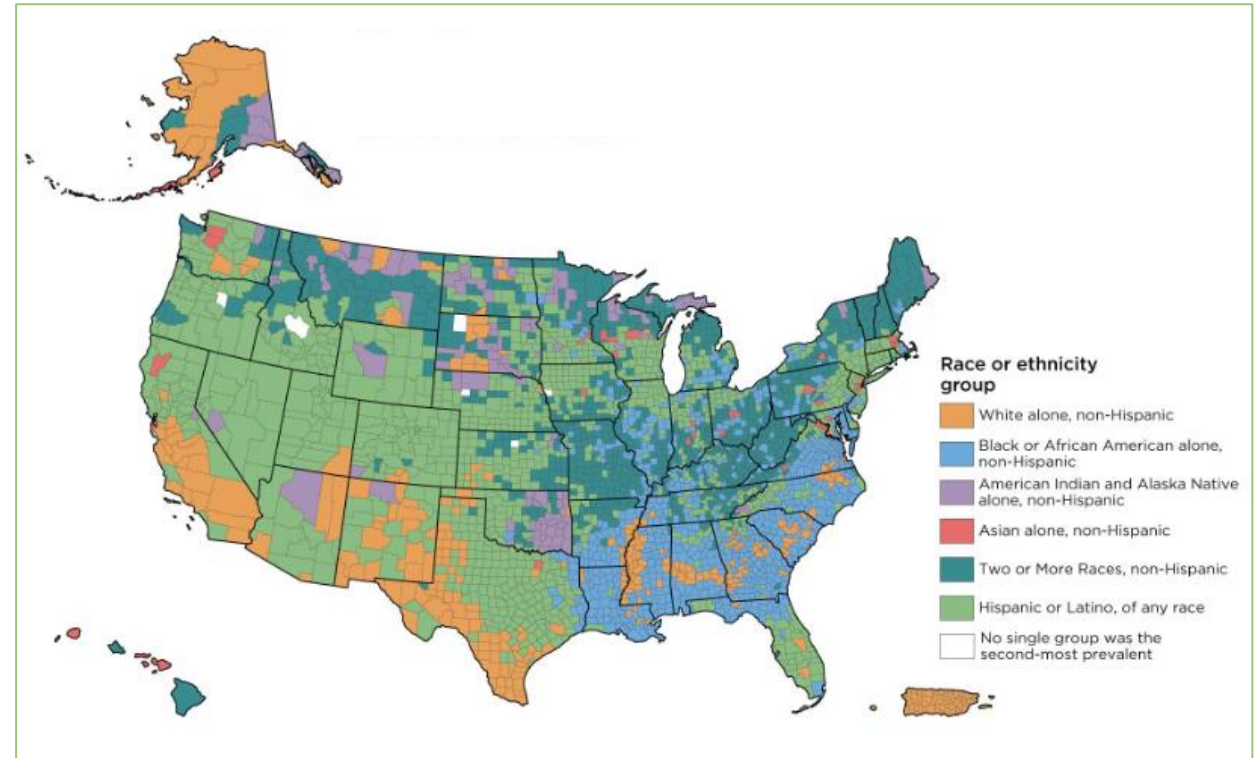 Race or ethnicity
group
White alone, non-Hispanic
Black or African American alone,
non-Hispanic
American Indian and Alaska Native
alone, non-Hispanic
Asian alone, non-Hispanic
Two or More Races, non-Hispanic
Hispanic or Latino, of any race
No single group was the
second-most prevalent